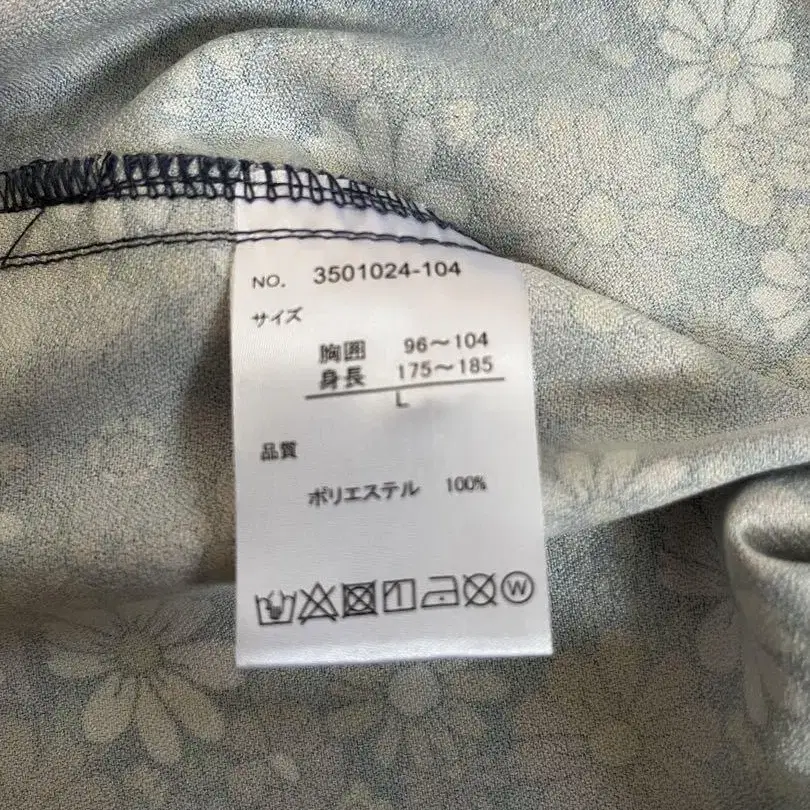 NO. 3501024-104
サイズ
胸囲 96～104
身長 175～185
L
品質
ポリエステル 100%
W